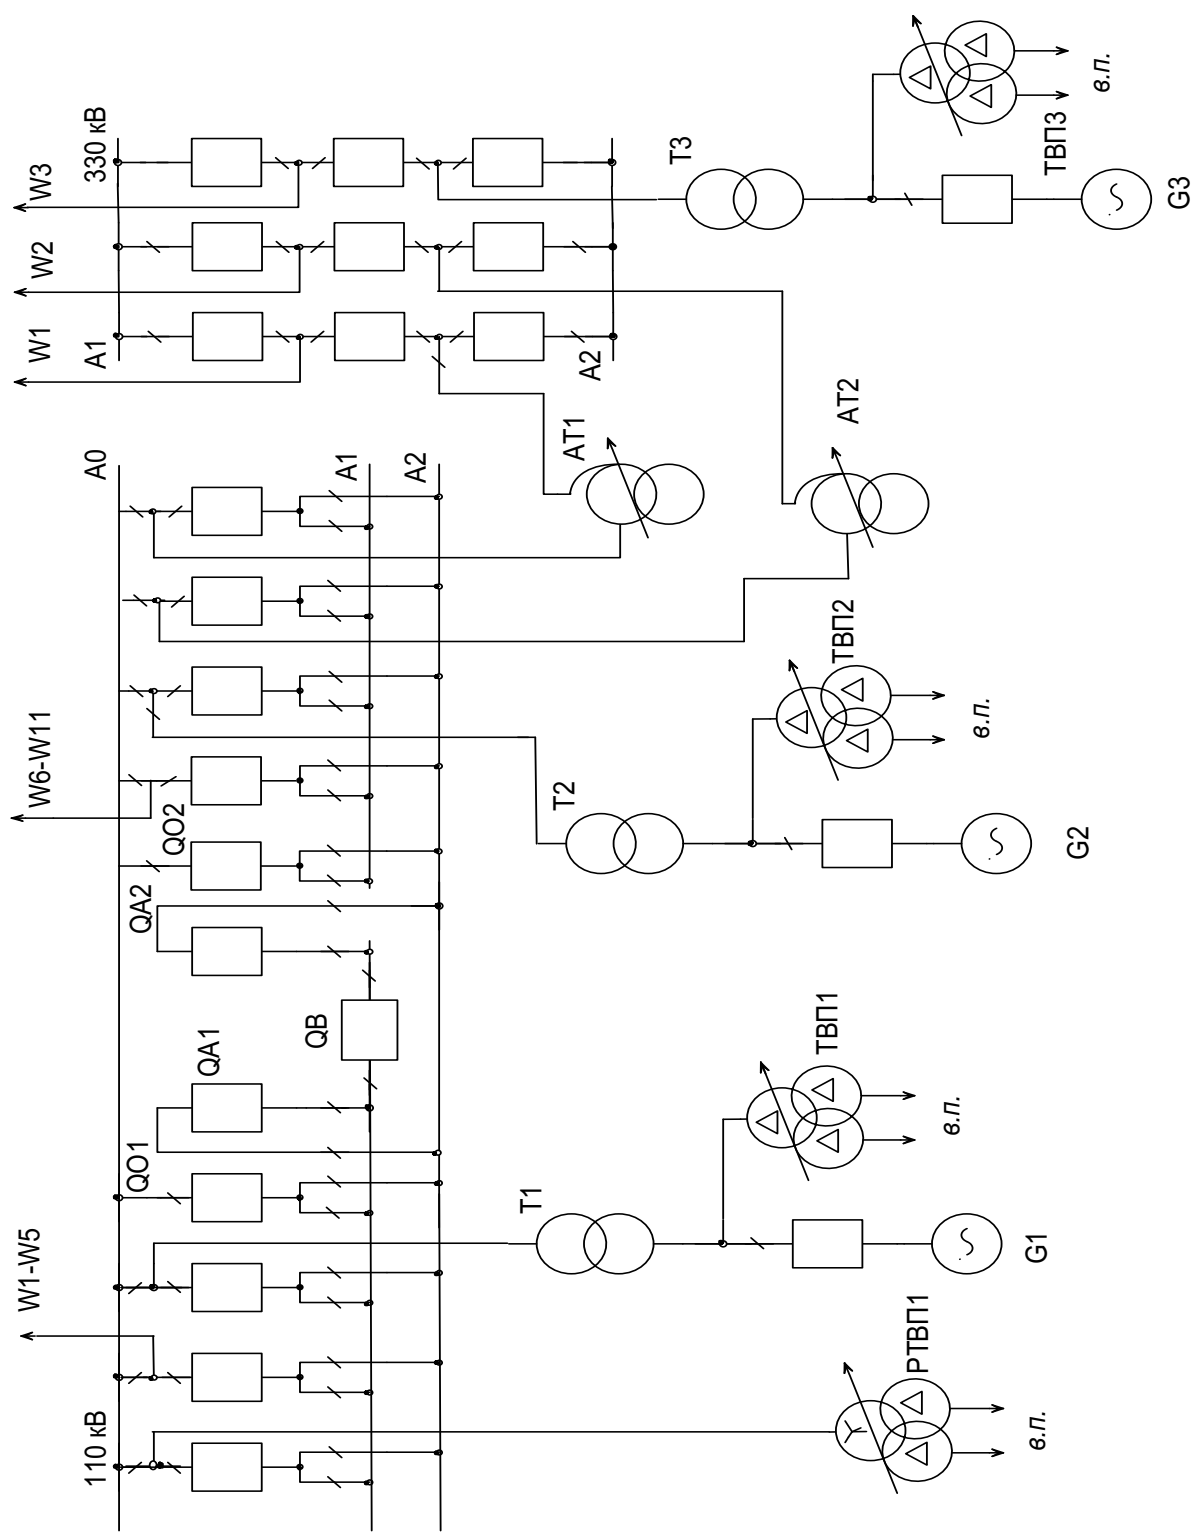 110 кВ
W1-W5
QO1
QA1
QB
A1
QA2
QO2
W6-W11
A0
A1
A2
W1
W2
W3
330 кВ
A2
РТВП1
в.п.
T1
G1
ТВП1
в.п.
T2
G2
ТВП2
в.п.
AT1
AT2
T3
G3
ТВП3
в.п.